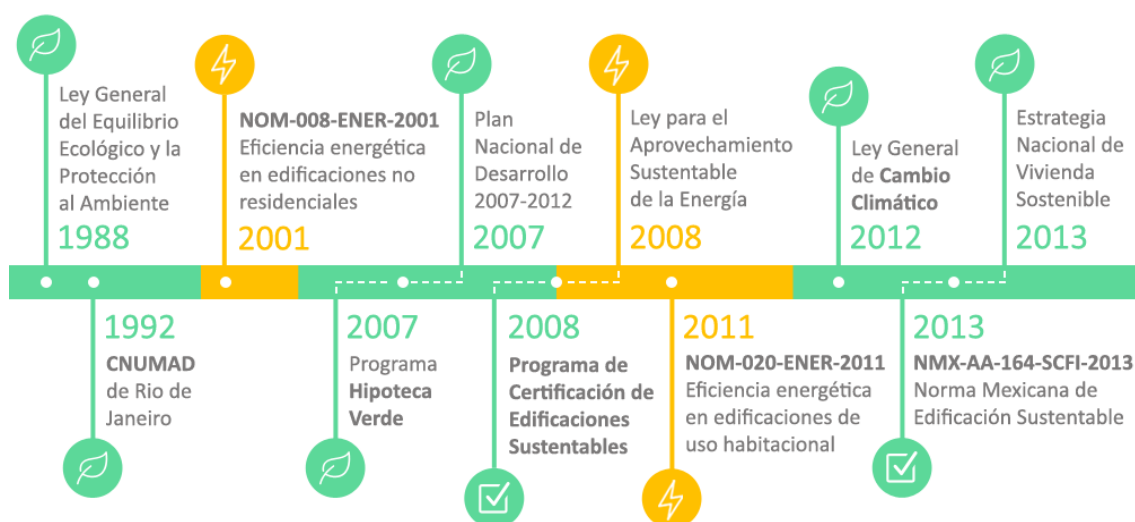 Ley General
del Equilibrio
Ecológico y la
Protección
al Ambiente
1988
NOM-008-ENER-2001
Eficiencia energética
en edificaciones no
residenciales
2001
Plan
Nacional de
Desarrollo
2007-2012
2007
Ley para el
Aprovechamiento
Sustentable
de la Energía
2008
Ley General
de Cambio
Climático
2012
Estrategia
Nacional de
Vivienda
Sostenible
2013
1992
CNUMAD
de Rio de
Janeiro
2007
Programa
Hipoteca
Verde
2008
Programa de
Certificación de
Edificaciones
Sustentables
2011
NOM-020-ENER-2011
Eficiencia energética
en edificaciones de
uso habitacional
2013
NMX-AA-164-SCFI-2013
Norma Mexicana de
Edificación Sustentable